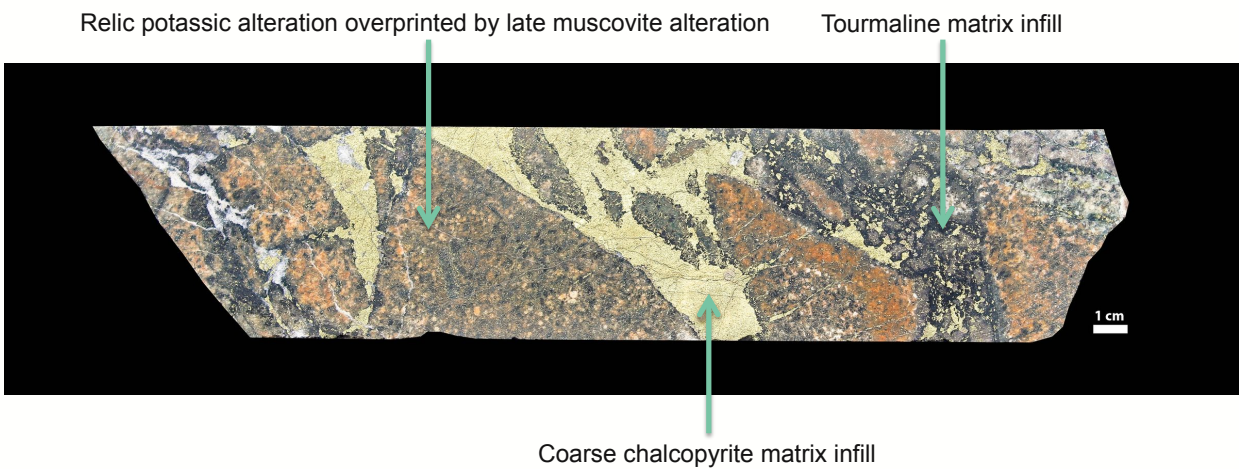 Relic potassic alteration overprinted by late muscovite alteration
Tourmaline matrix infill
1 cm
Coarse chalcopyrite matrix infill